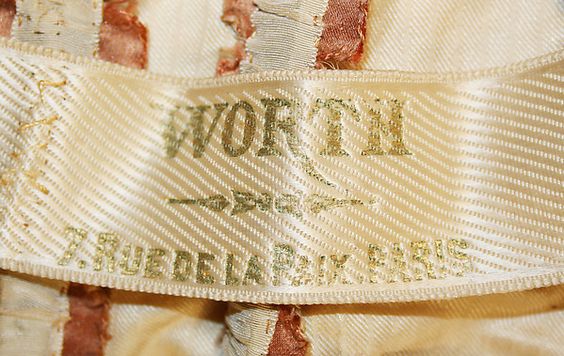 WORTH
7. RUE DE LA PAIX. PARIS